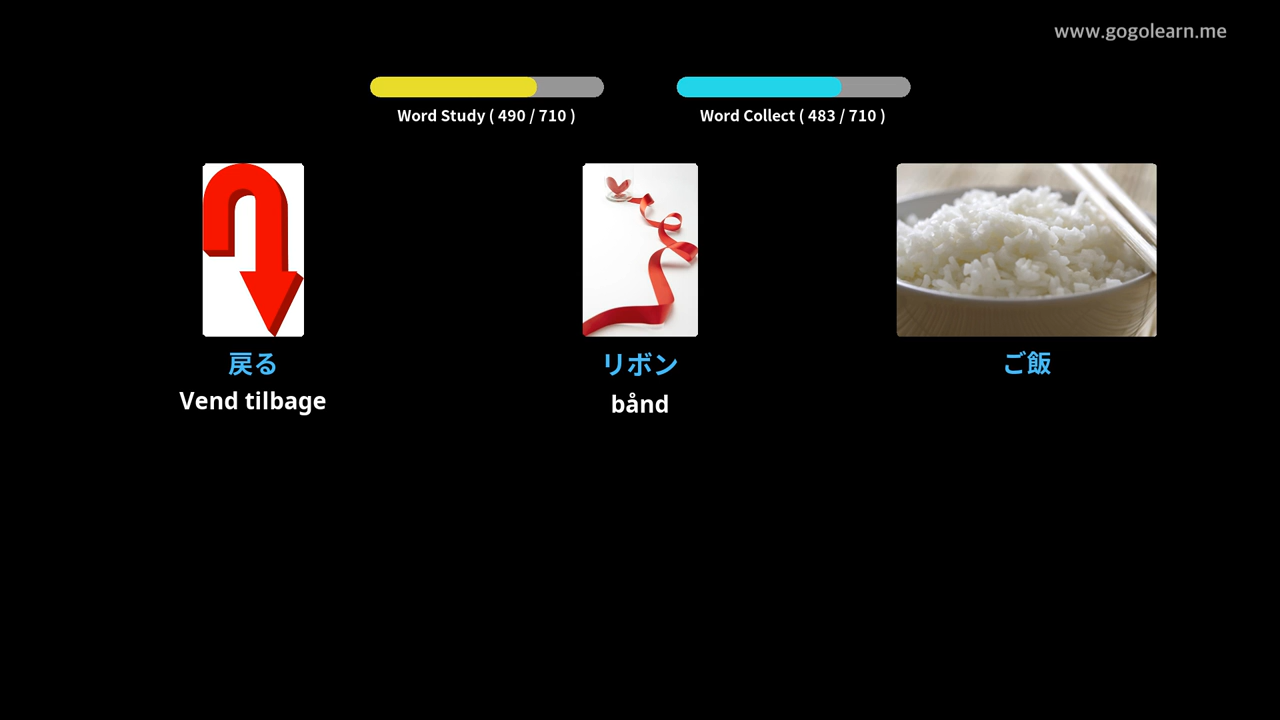 www.gogolearn.me
Word Study ( 490 / 710 )
Word Collect ( 483 / 710 )
戻る
リボン
ご飯
Vend tilbage
bånd